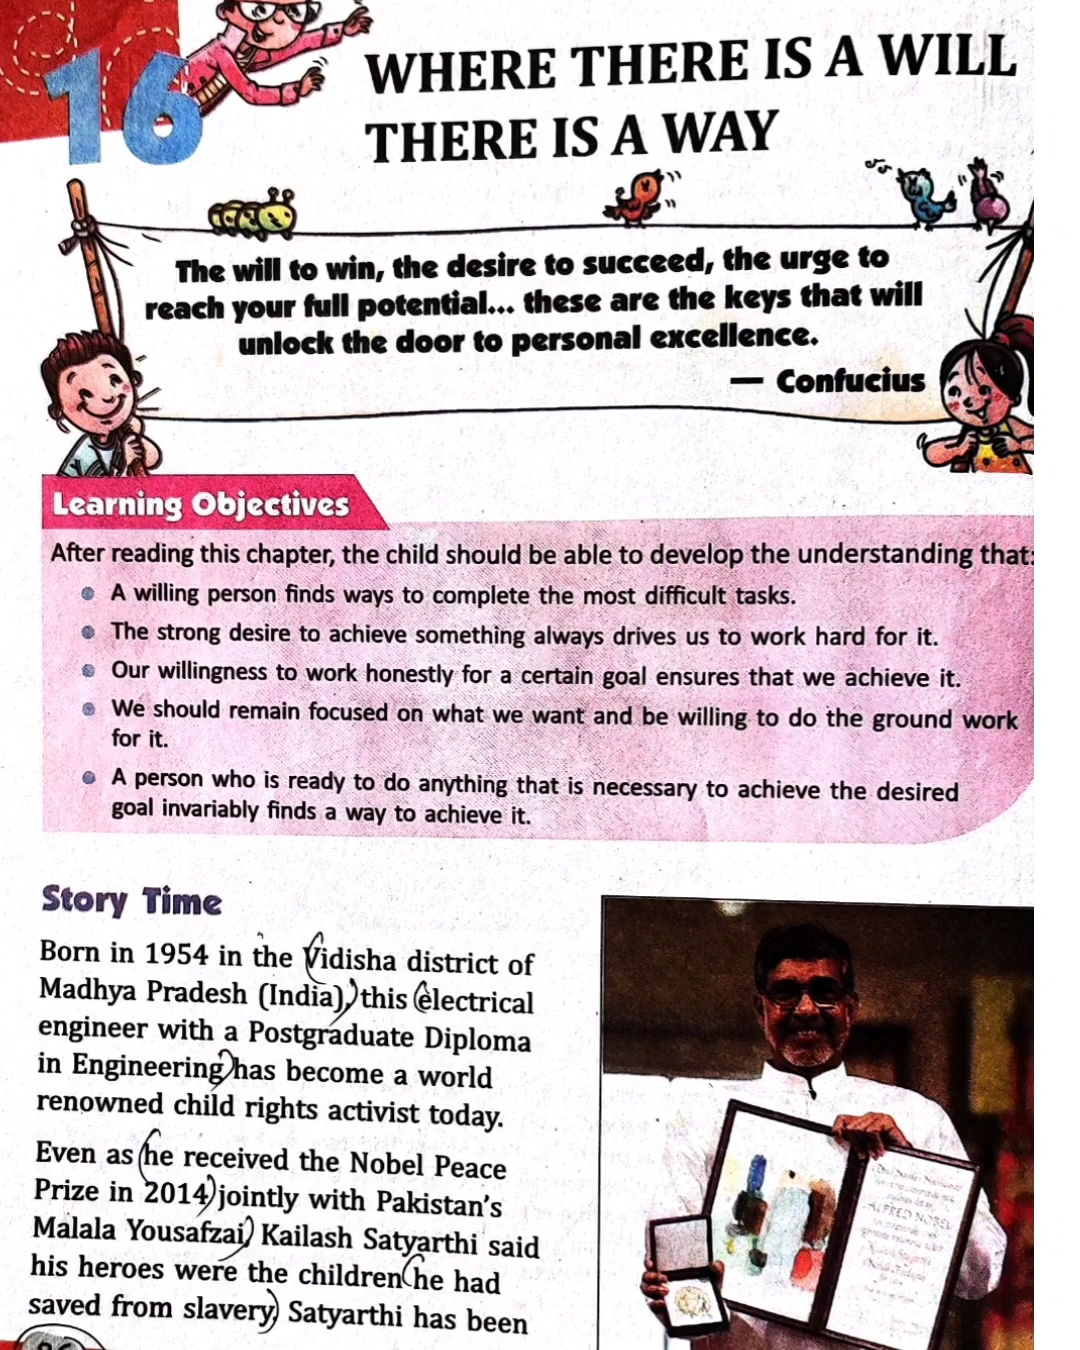 16
WHERE THERE IS A WILL
THERE IS A WAY
The will to win, the desire to succeed, the urge to
reach your full potential... these are the keys that will
unlock the door to personal excellence.
— Confucius
Learning Objectives
After reading this chapter, the child should be able to develop the understanding that:
• A willing person finds ways to complete the most difficult tasks.
• The strong desire to achieve something always drives us to work hard for it.
• Our willingness to work honestly for a certain goal ensures that we achieve it.
• We should remain focused on what we want and be willing to do the ground work
for it.
• A person who is ready to do anything that is necessary to achieve the desired
goal invariably finds a way to achieve it.
Story Time
Born in 1954 in the Vidisha district of
Madhya Pradesh (India), this electrical
engineer with a Postgraduate Diploma
in Engineering has become a world
renowned child rights activist today.
Even as he received the Nobel Peace
Prize in 2014 jointly with Pakistan's
Malala Yousafzai, Kailash Satyarthi said
his heroes were the children he had
saved from slavery. Satyarthi has been
ALFRED NOBEL